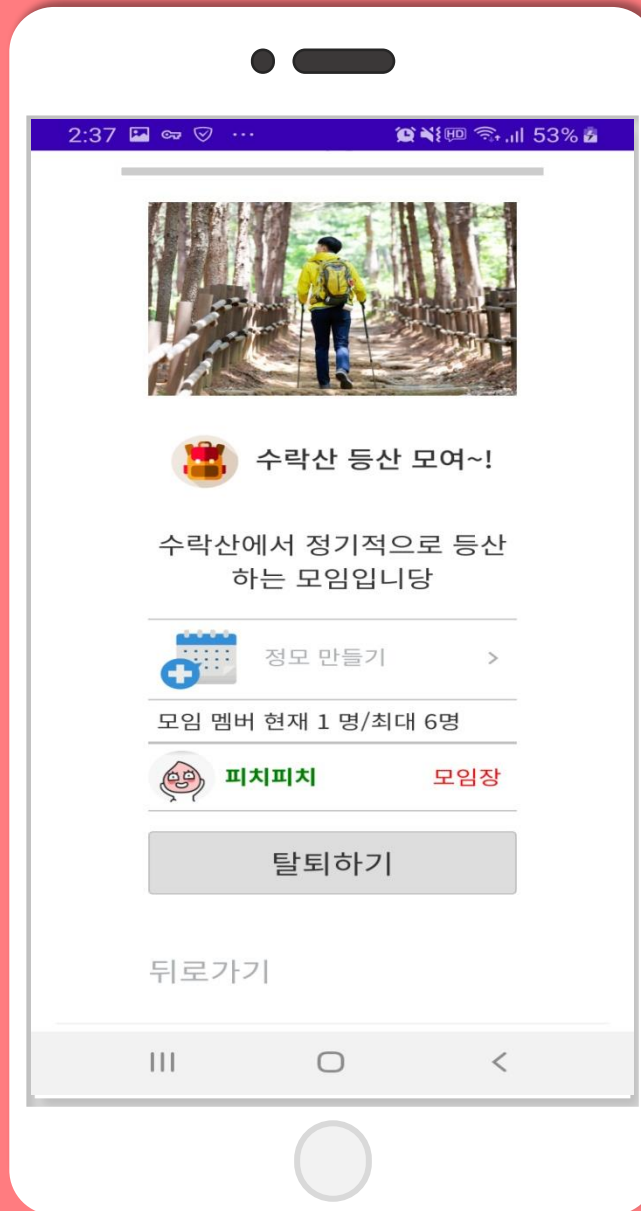 2:37 ... HD 53%
수락산 등산 모여~!
수락산에서 정기적으로 등산
하는 모임입니당
정모 만들기 >
모임 멤버 현재 1 명/최대 6명
피치피치 모임장
탈퇴하기
뒤로가기